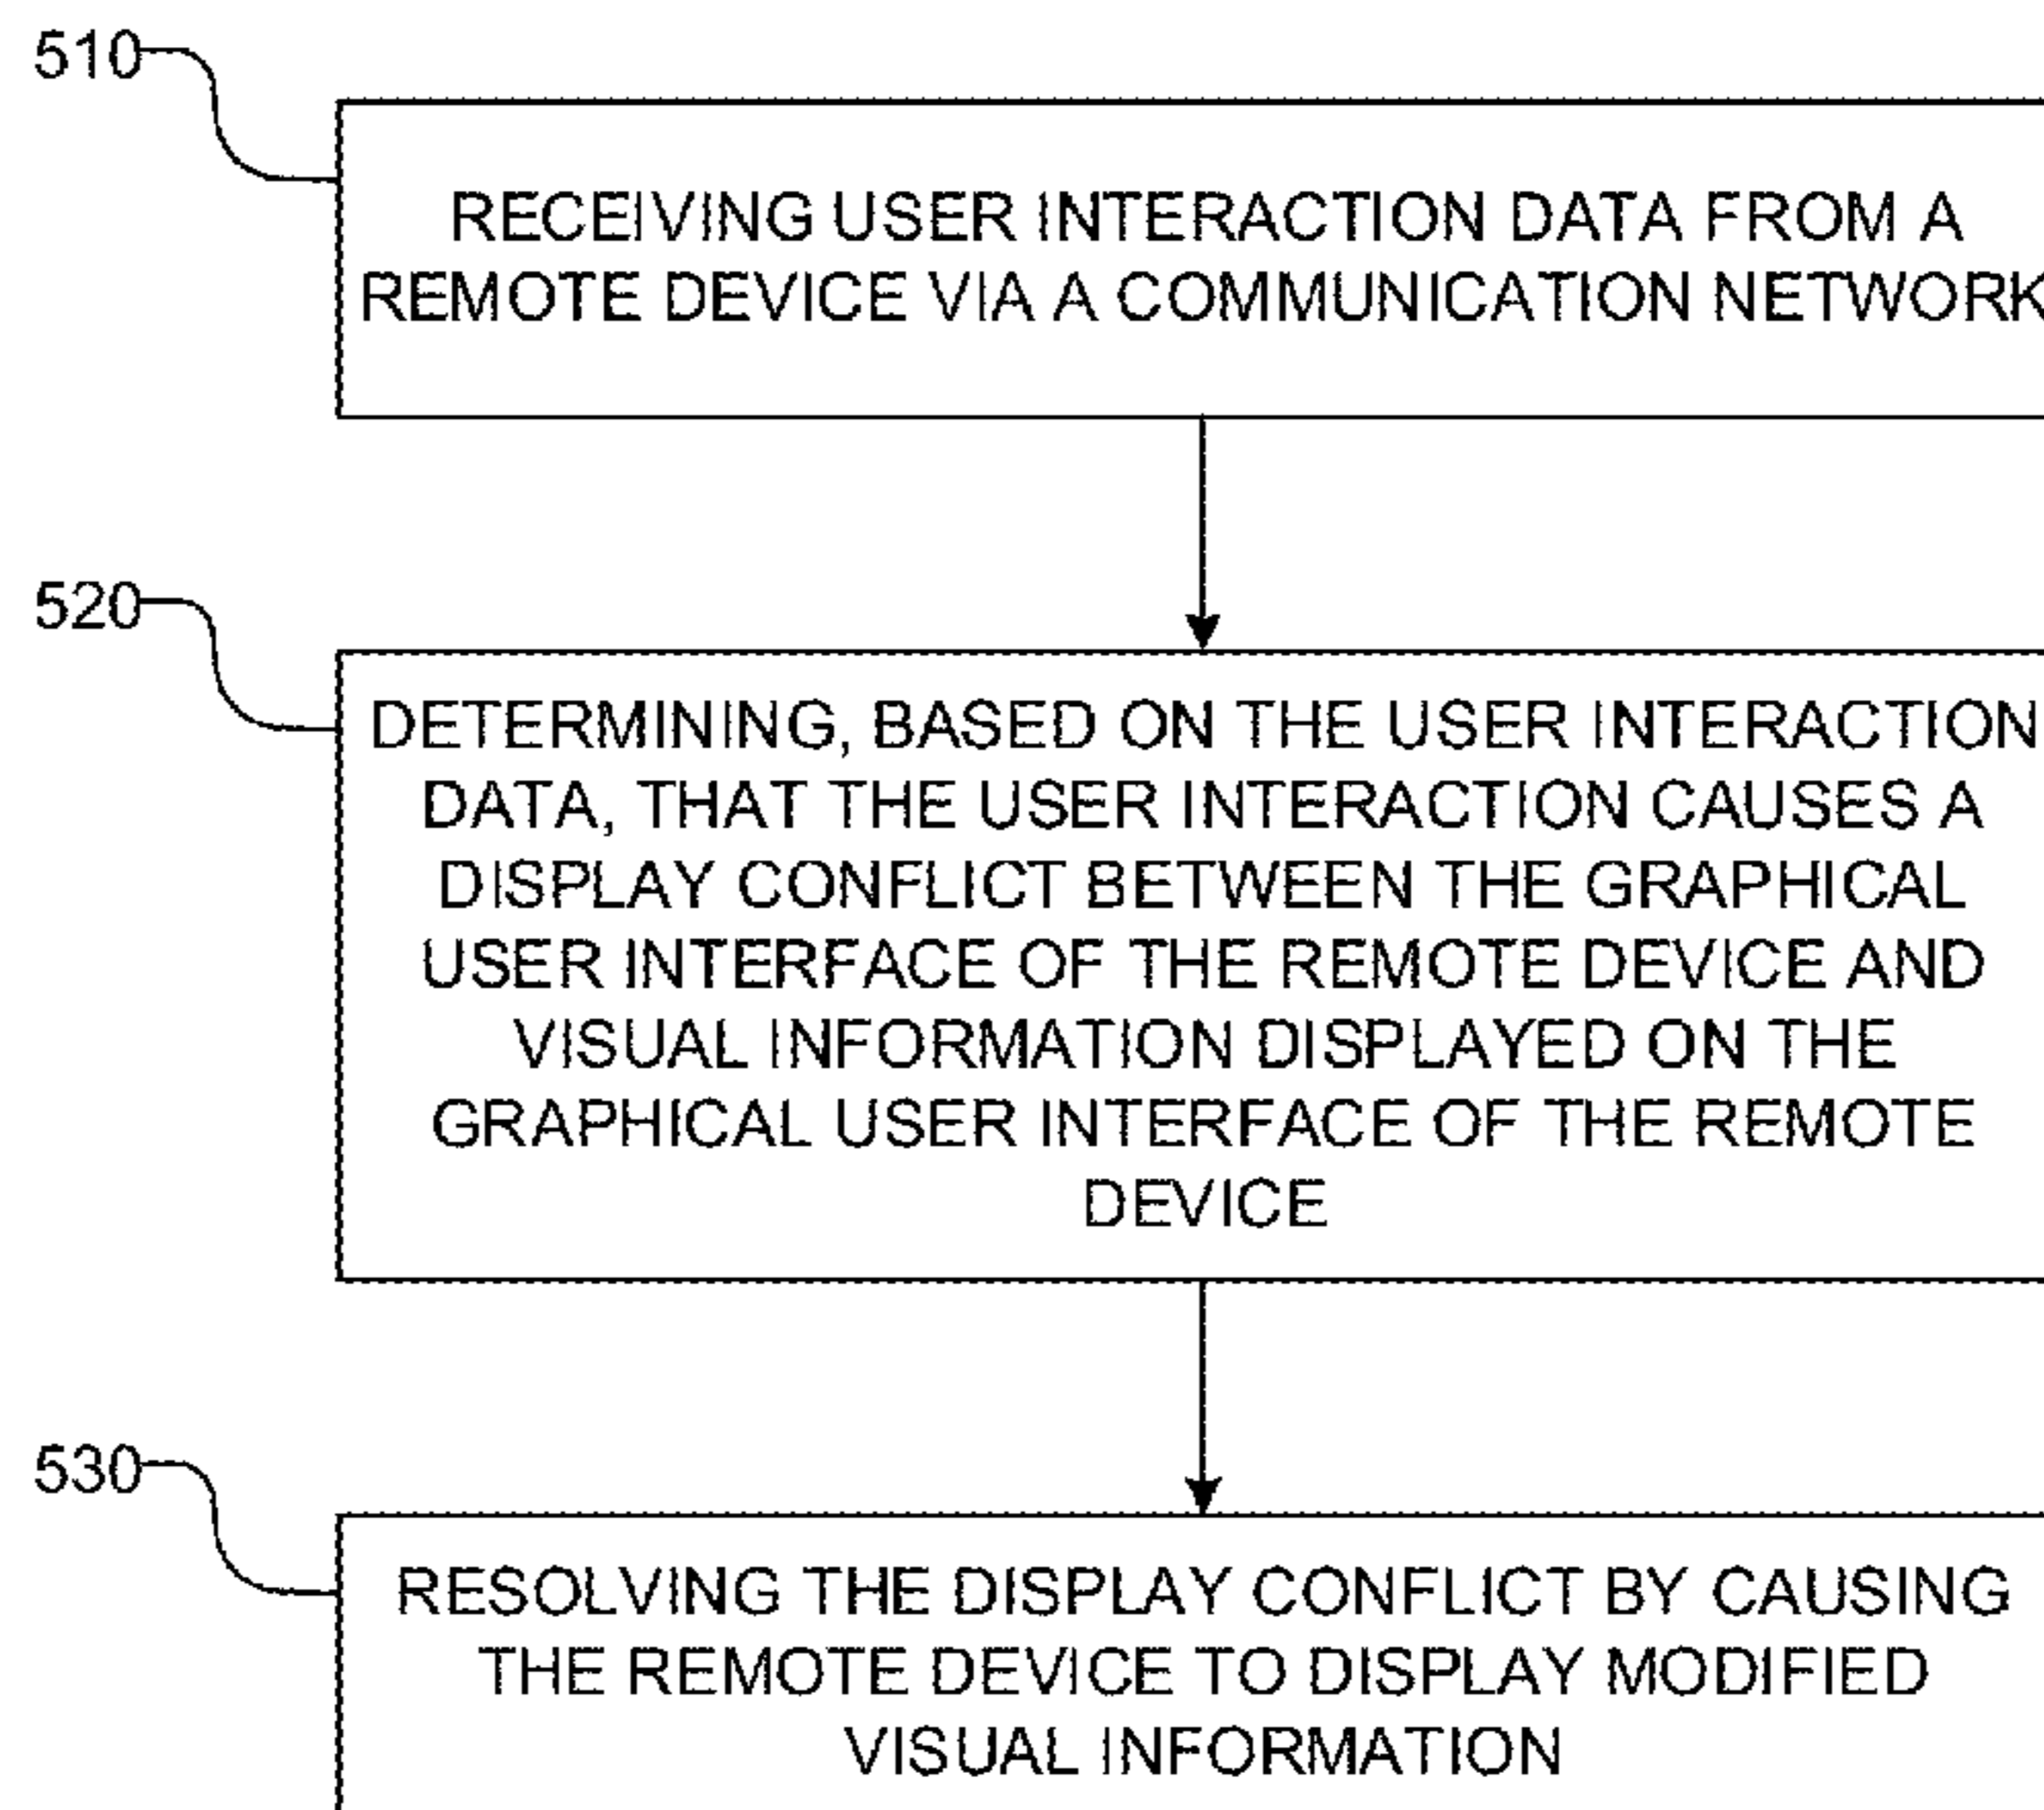 510
RECEIVING USER INTERACTION DATA FROM A
REMOTE DEVICE VIA A COMMUNICATION NETWORK
520
DETERMINING, BASED ON THE USER INTERACTION
DATA, THAT THE USER INTERACTION CAUSES A
DISPLAY CONFLICT BETWEEN THE GRAPHICAL
USER INTERFACE OF THE REMOTE DEVICE AND
VISUAL INFORMATION DISPLAYED ON THE
GRAPHICAL USER INTERFACE OF THE REMOTE
DEVICE
530
RESOLVING THE DISPLAY CONFLICT BY CAUSING
THE REMOTE DEVICE TO DISPLAY MODIFIED
VISUAL INFORMATION